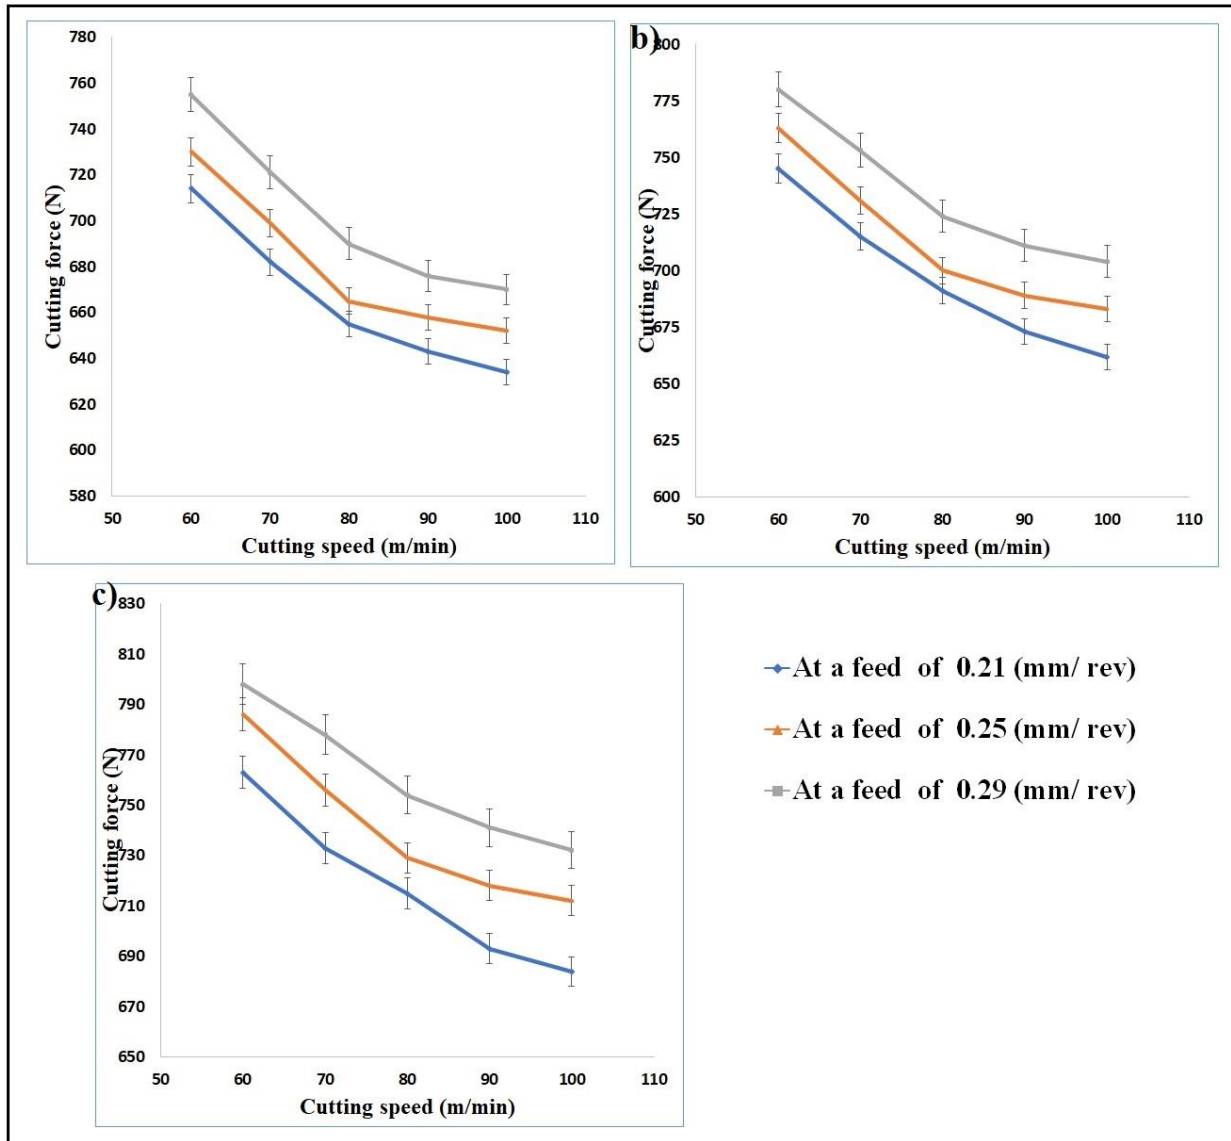 780
760
740
720
700
680
660
640
620
600
580
Cutting force (N)
50 60 70 80 90 100 110
Cutting speed (m/min)
b)
800
775
750
725
700
675
650
625
600
Cutting force (N)
50 60 70 80 90 100 110
Cutting speed (m/min)
c)
830
810
790
770
750
730
710
690
670
650
Cutting force (N)
50 60 70 80 90 100 110
Cutting speed (m/min)
At a feed of 0.21 (mm/ rev)
At a feed of 0.25 (mm/ rev)
At a feed of 0.29 (mm/ rev)